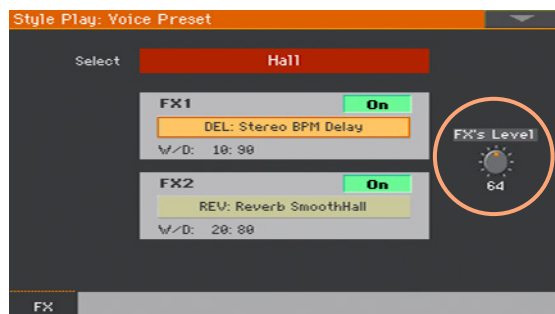 Style Play: Voice Preset
Select Hall
FX1 On
DEL: Stereo BPM Delay
W/D: 10:90
FX's Level
64
FX2 On
REV: Reverb SmoothHall
W/D: 20:80
FX